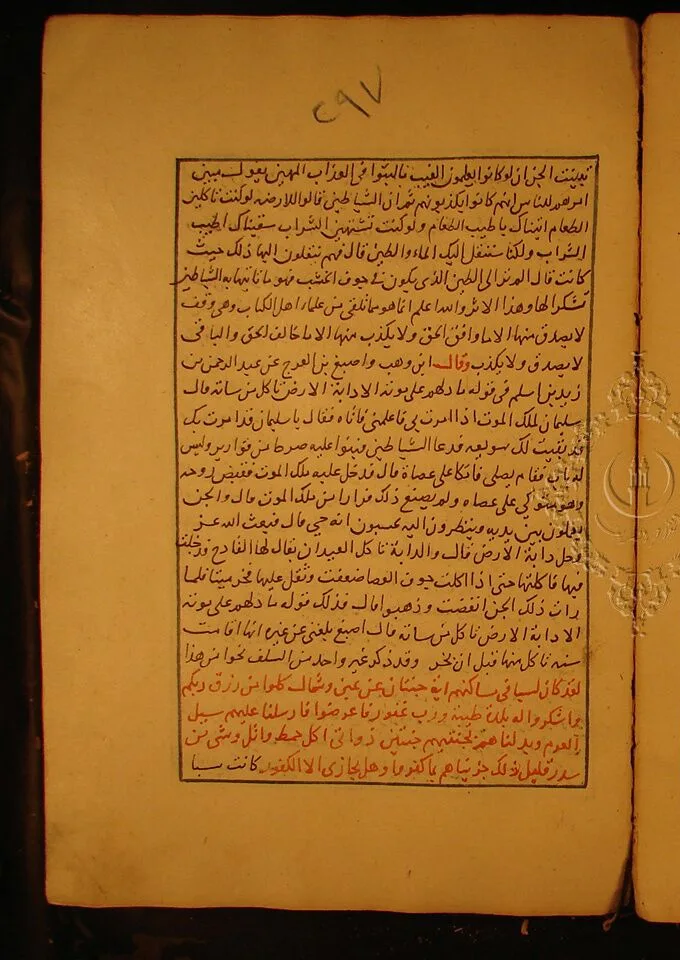 ٢٩٧
تبينت الجن ان لو كانوا يعلمون الغيب ما لبثوا في العذاب المهين يقول تبين
امرهم للناس انهم كانوا يكذبونهم ثم ان الشياطين قالوا للارضة لو كنت تاكلين
الطعام اتيناك باطيب الطعام ولو كنت تشتهين الشراب سقيناك اطيب
الشراب ولكنا سننقل اليك الماء والطين قال فهم ينقلون اليها ذلك حيث
كانت قال الم تر الى الطين الذي يكون في جوف الخشب فهو ما تاتيها به الشياطين
تشكرا لها وهذا الاثر والله اعلم انما هو مما تلقى من علماء اهل الكتاب وهي وقف
لا يصدق منها الا ما وافق الحق ولا يكذب منها الا ما خالف الحق والباقي
لا يصدق ولا يكذب وقال ابن وهب واصبغ بن الفرج عن عبد الرحمن بن
زيد بن اسلم في قوله ما دلهم على موته الا دابة الارض تاكل منساته قال
سليمان لملك الموت اذا امرت بي فاعلمني فاتاه فقال يا سليمان قد امرت بك
قد بقيت لك سويعه فدعا الشياطين فبنوا عليه صرحا من قوارير وليس
له باب فقام يصلي فاتكا على عصاة قال فدخل عليه ملك الموت فقبض روحه
وهو متوكي على عصاه ولم يصنع ذلك فرارا من ملك الموت قال والجن
يعملون بين يديه وينظرون اليه يحسبون انه حي قال فبعث الله عز
وجل دابة الارض قال والدابة تاكل العيدان يقال لها القادح فدخلت
فيها فاكلتها حتى اذا اكلت جوف العصا ضعفت وثقل عليها فخر ميتا فلما
رات ذلك الجن انفضت وذهبوا قال فذلك قوله ما دلهم على موته
الا دابة الارض تاكل منساته قال اصبغ بلغني عن غيره انها اقامت
سنه تاكل منها قبل ان يخر وقد ذكر غير واحد من السلف نحوا من هذا
لقد كان لسبا في مساكنهم اية جنتان عن يمين وشمال كلوا من رزق ربكم
واشكروا له بلدة طيبة ورب غفور فاعرضوا فارسلنا عليهم سيل
العرم وبدلناهم بجنتيهم جنتين ذواتي اكل خمط واثل وشي من
سدر قليل ذلك جزيناهم بما كفروا وهل يجازى الا الكفور كانت سبا